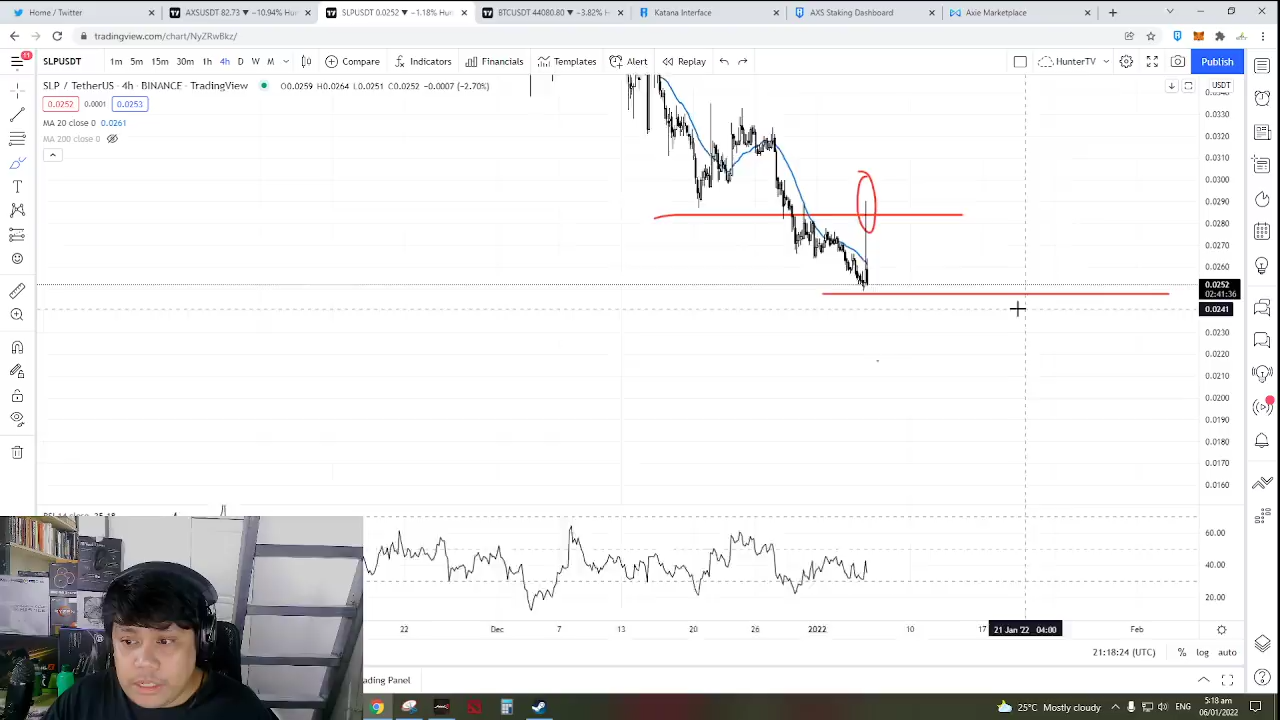 Home / Twitter
AXSUSDT 82.73 ▼ −10.94% Hun
SLPUSDT 0.0252 ▼ −1.18% Hun
BTCUSDT 44080.80 ▼ −3.82% H
Katana Interface
AXS Staking Dashboard
Axie Marketplace
tradingview.com/chart/NyZRwBkz/
11
SLPUSDT
1m 5m 15m 30m 1h 4h D W M
Compare
Indicators
Financials
Templates
Alert
Replay
HunterTV
Publish
SLP / TetherUS · 4h · BINANCE · TradingView
O0.0259 H0.0264 L0.0251 C0.0252 −0.0007 (−2.70%)
USDT
0.0252 0.0001 0.0253
MA 20 close 0 0.0261
MA 200 close 0
0.0330
0.0320
0.0310
0.0300
0.0290
0.0280
0.0270
0.0260
0.0252
02:41:36
0.0241
0.0230
0.0220
0.0210
0.0200
0.0190
0.0180
0.0170
0.0160
60.00
40.00
20.00
22 Dec 7 13 20 26 2022 10 17 21 Jan '22 04:00 Feb
21:18:24 (UTC) % log auto
ading Panel
25°C Mostly cloudy
5:18 am
06/01/2022